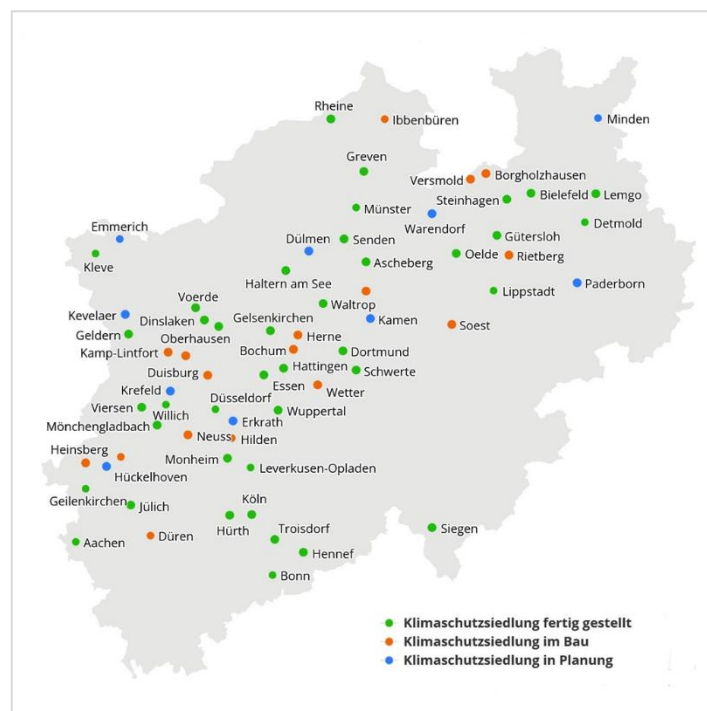 Rheine
Ibbenbüren
Minden
Greven
Borgholzhausen
Versmold
Steinhagen
Bielefeld
Lemgo
Münster
Warendorf
Detmold
Emmerich
Dülmen
Senden
Gütersloh
Kleve
Ascheberg
Oelde
Rietberg
Haltern am See
Lippstadt
Paderborn
Voerde
Waltrop
Kevelaer
Dinslaken
Gelsenkirchen
Kamen
Geldern
Oberhausen
Herne
Soest
Kamp-Lintfort
Bochum
Dortmund
Hattingen
Duisburg
Schwerte
Krefeld
Essen
Wetter
Düsseldorf
Viersen
Willich
Wuppertal
Mönchengladbach
Erkrath
Neuss
Hilden
Heinsberg
Monheim
Leverkusen-Opladen
Hückelhoven
Geilenkirchen
Jülich
Köln
Hürth
Troisdorf
Siegen
Aachen
Düren
Hennef
Bonn
Klimaschutzsiedlung fertig gestellt
Klimaschutzsiedlung im Bau
Klimaschutzsiedlung in Planung